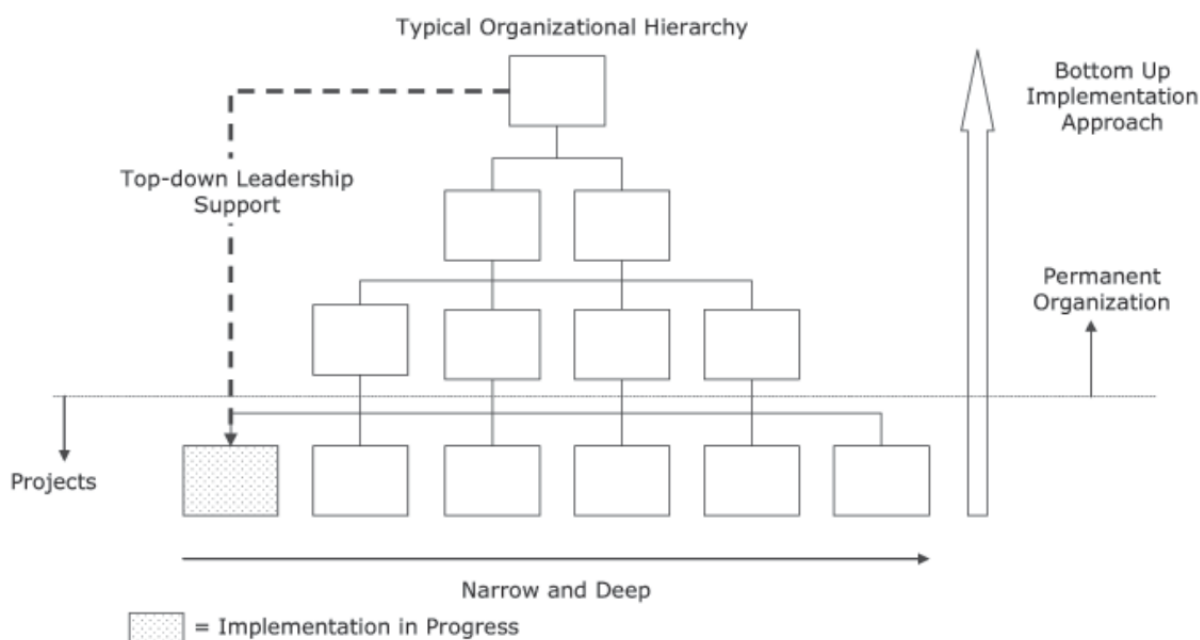 Typical Organizational Hierarchy
Bottom Up
Implementation
Approach
Top-down Leadership
Support
Permanent
Organization
Projects
Narrow and Deep
= Implementation in Progress